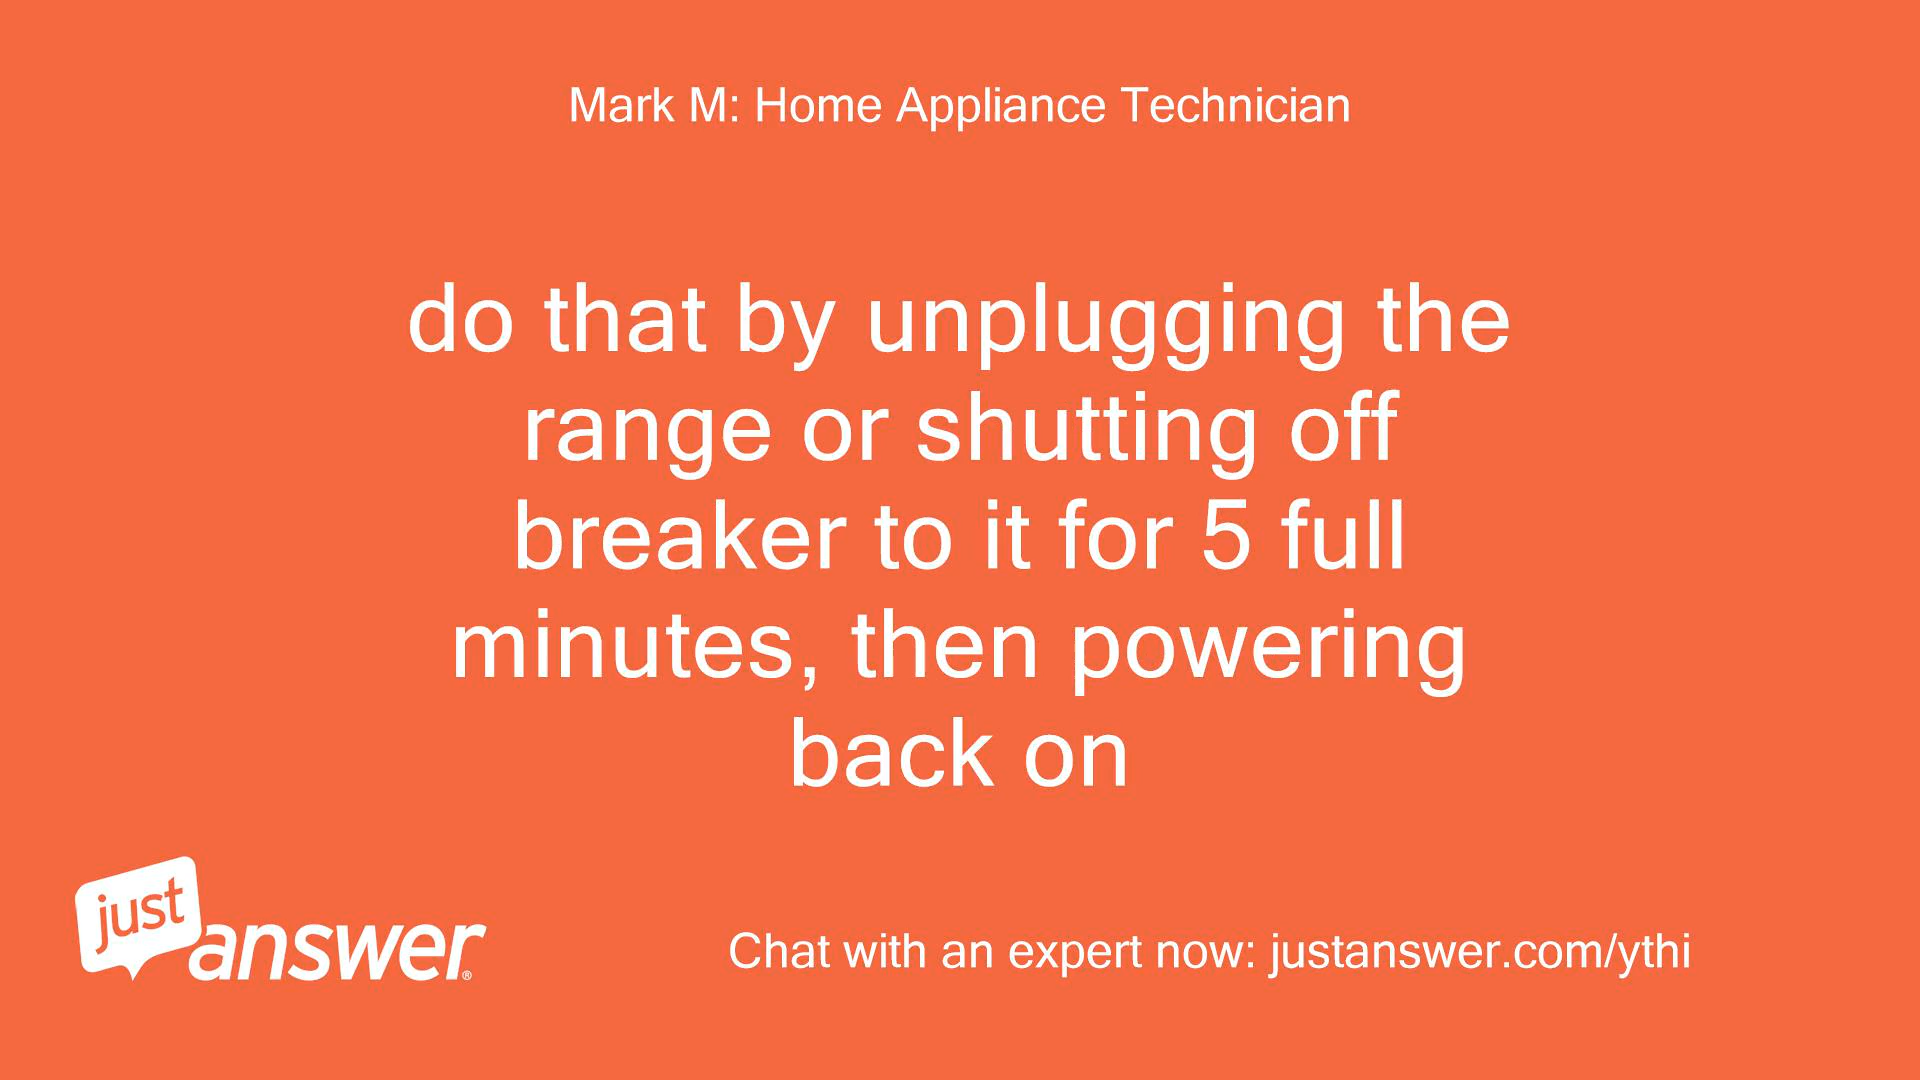 Mark M: Home Appliance Technician
do that by unplugging the
range or shutting off
breaker to it for 5 full
minutes, then powering
back on
just
answer®
Chat with an expert now: justanswer.com/ythi